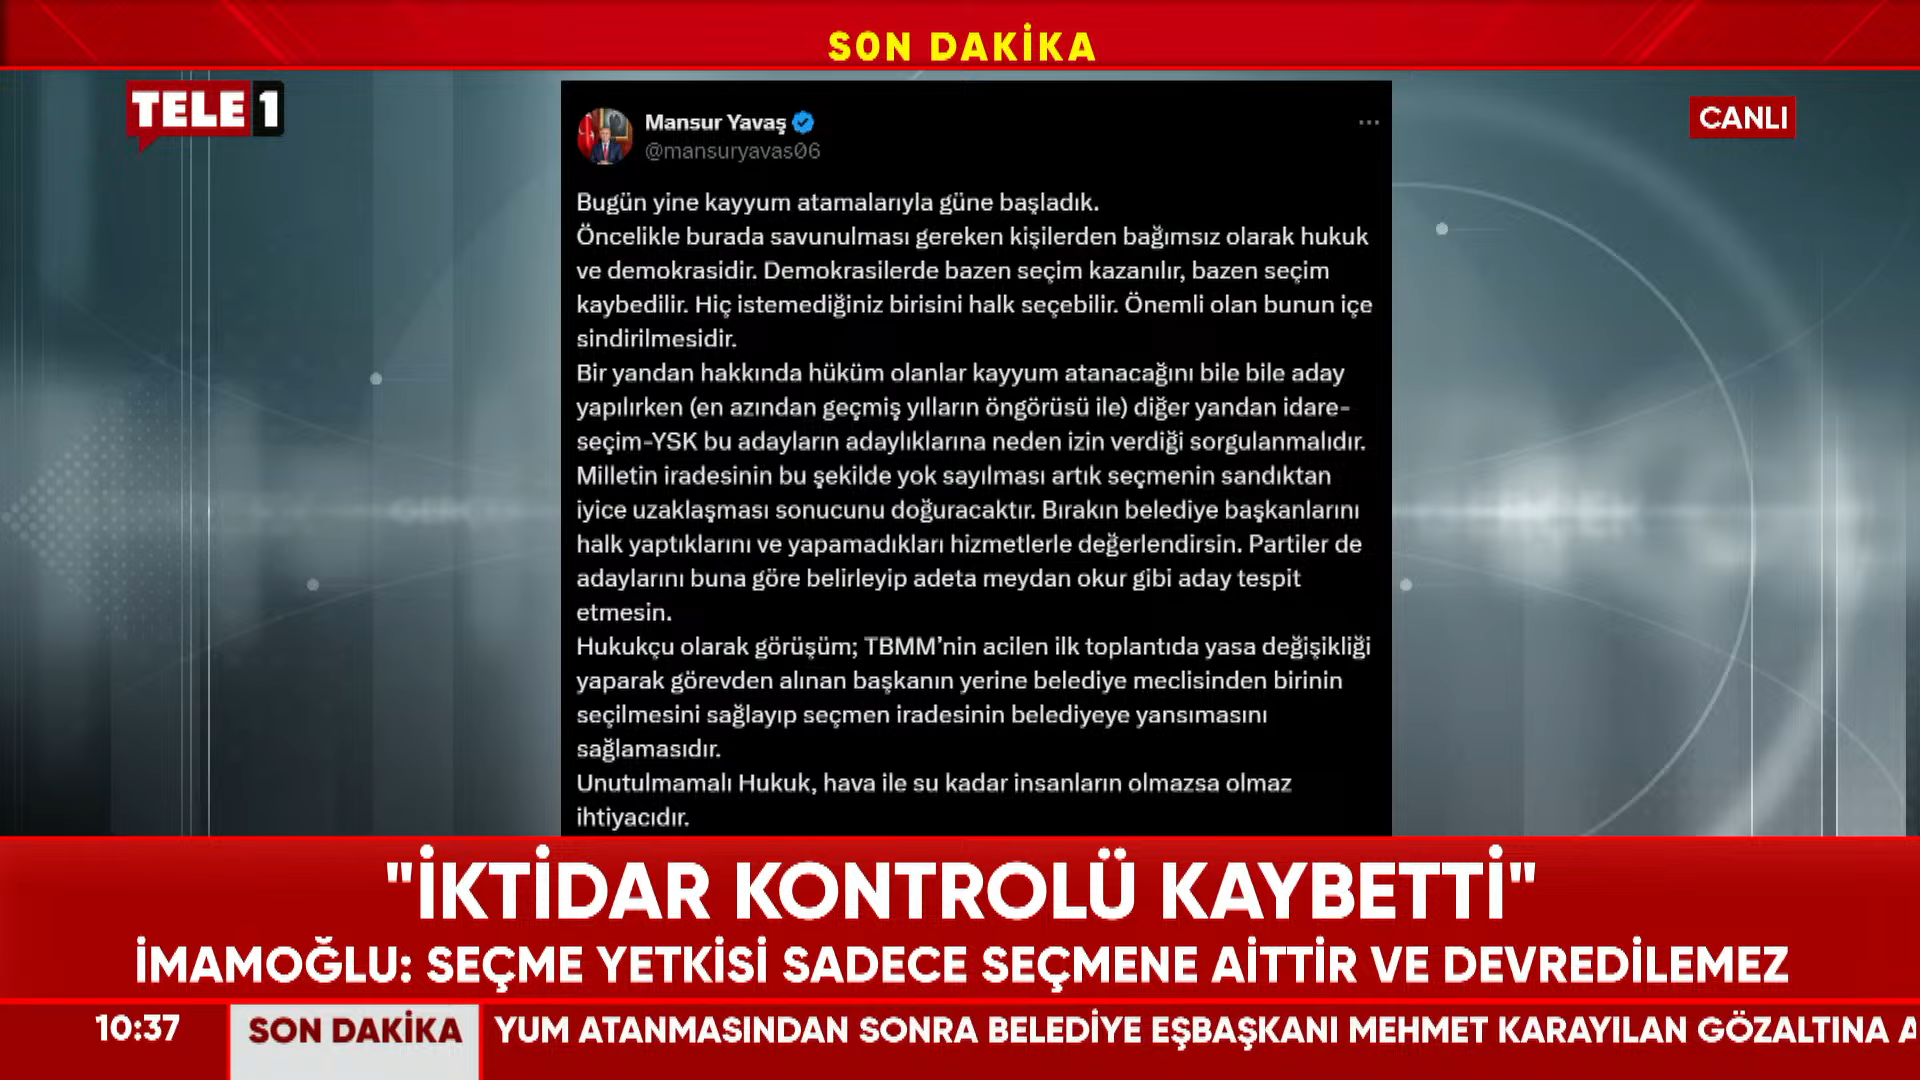 SON DAKİKA
TELE1
CANLI
Mansur Yavaş
@mansuryavas06
Bugün yine kayyum atamalarıyla güne başladık.
Öncelikle burada savunulması gereken kişilerden bağımsız olarak hukuk
ve demokrasidir. Demokrasilerde bazen seçim kazanılır, bazen seçim
kaybedilir. Hiç istemediğiniz birisini halk seçebilir. Önemli olan bunun içe
sindirilmesidir.
Bir yandan hakkında hüküm olanlar kayyum atanacağını bile bile aday
yapılırken (en azından geçmiş yılların öngörüsü ile) diğer yandan idare-
seçim-YSK bu adayların adaylıklarına neden izin verdiği sorgulanmalıdır.
Milletin iradesinin bu şekilde yok sayılması artık seçmenin sandıktan
iyice uzaklaşması sonucunu doğuracaktır. Bırakın belediye başkanlarını
halk yaptıklarını ve yapamadıkları hizmetlerle değerlendirsin. Partiler de
adaylarını buna göre belirleyip adeta meydan okur gibi aday tespit
etmesin.
Hukukçu olarak görüşüm; TBMM'nin acilen ilk toplantıda yasa değişikliği
yaparak görevden alınan başkanın yerine belediye meclisinden birinin
seçilmesini sağlayıp seçmen iradesinin belediyeye yansımasını
sağlamasıdır.
Unutulmamalı Hukuk, hava ile su kadar insanların olmazsa olmaz
ihtiyacıdır.
"İKTİDAR KONTROLÜ KAYBETTİ"
İMAMOĞLU: SEÇME YETKİSİ SADECE SEÇMENE AİTTİR VE DEVREDİLEMEZ
10:37 SON DAKİKA YUM ATANMASINDAN SONRA BELEDİYE EŞBAŞKANI MEHMET KARAYILAN GÖZALTINA A